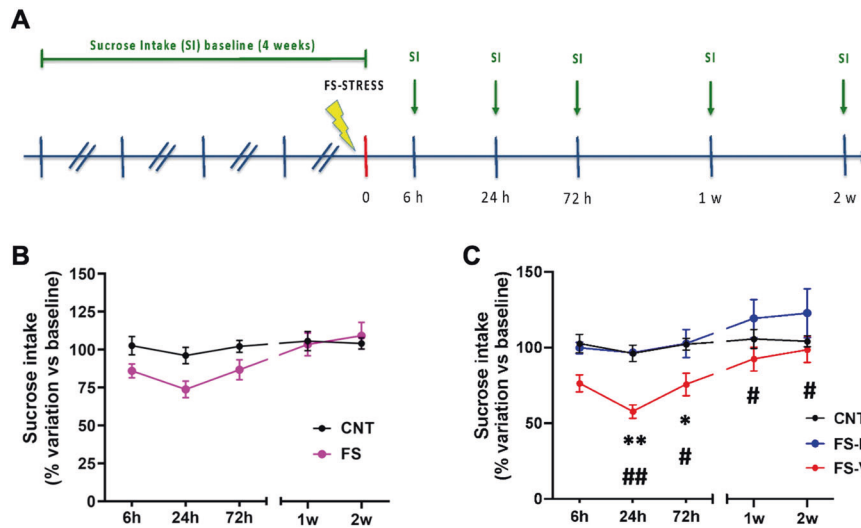 A
Sucrose Intake (SI) baseline (4 weeks)
FS-STRESS
SI SI SI SI SI
0 6 h 24 h 72 h 1 w 2 w
B
Sucrose intake
(% variation vs baseline)
150
125
100
75
50
25
0
CNT
FS
6h 24h 72h 1w 2w
C
Sucrose intake
(% variation vs baseline)
150
100
50
0
** * # #
## #
CNT
6h 24h 72h 1w 2w